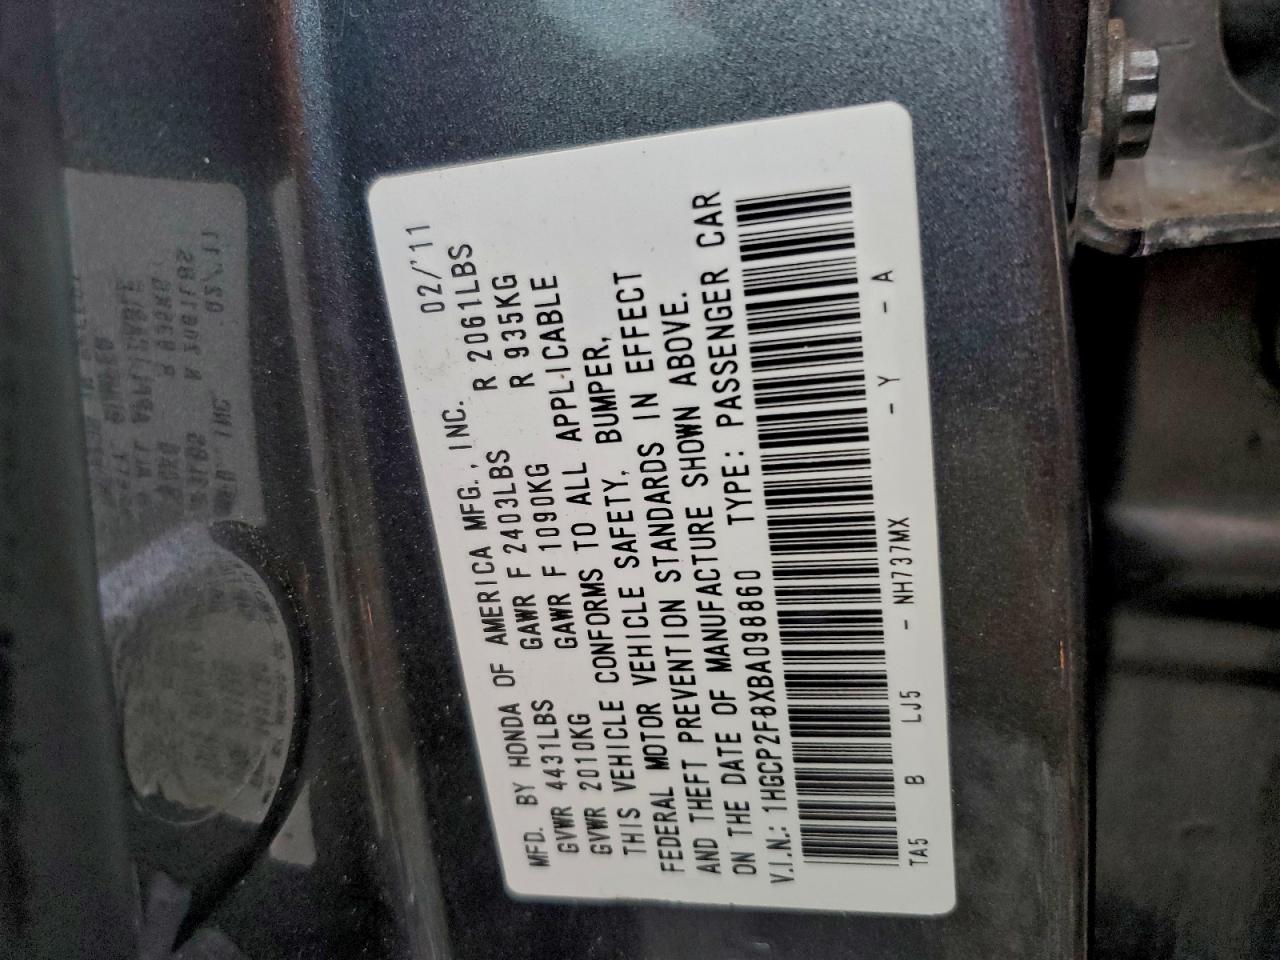 MFD. BY HONDA OF AMERICA MFG., INC. 02/'11
GVWR 4431LBS GAWR F 2403LBS R 2061LBS
GVWR 2010KG GAWR F 1090KG R 935KG
THIS VEHICLE CONFORMS TO ALL APPLICABLE
FEDERAL MOTOR VEHICLE SAFETY, BUMPER,
AND THEFT PREVENTION STANDARDS IN EFFECT
ON THE DATE OF MANUFACTURE SHOWN ABOVE.
V.I.N.: 1HGCP2F8XBA098860 TYPE: PASSENGER CAR
TA5 B LJ5 - NH737MX - Y - A